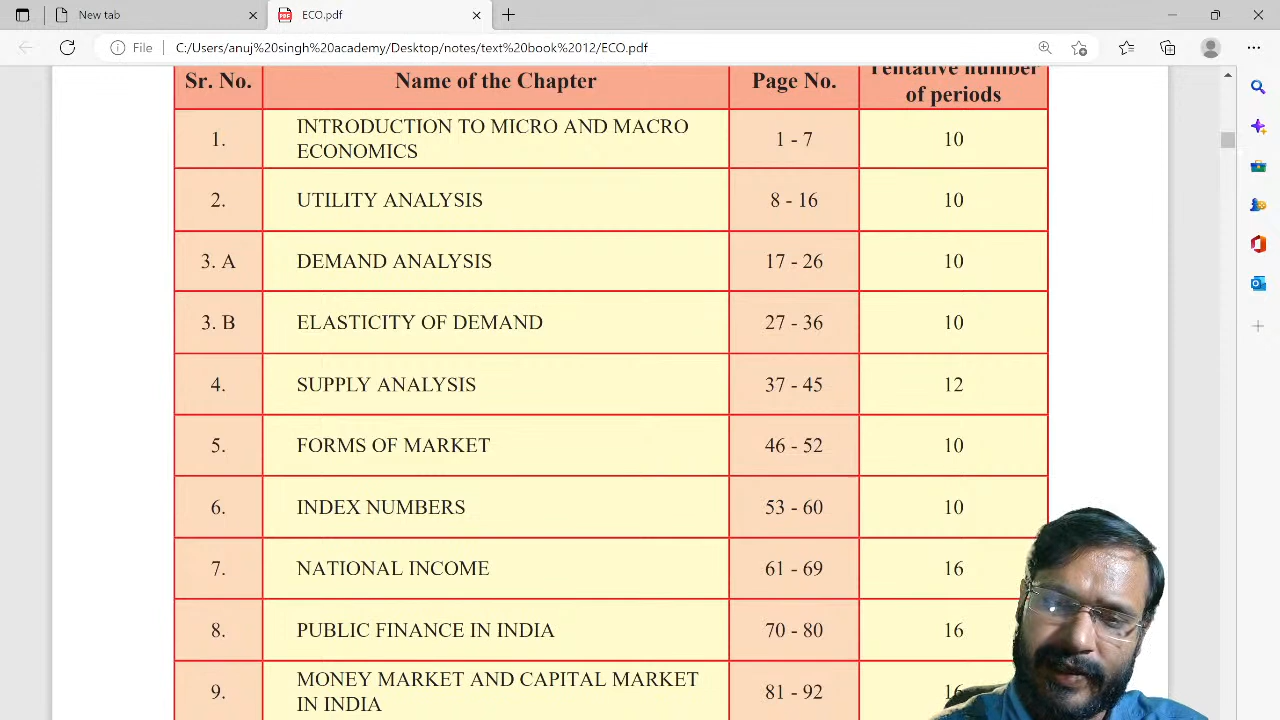 New tab
ECO.pdf
File
C:/Users/anuj%20singh%20academy/Desktop/notes/text%20book%2012/ECO.pdf
Sr. No. Name of the Chapter Page No. Tentative number of periods
1. INTRODUCTION TO MICRO AND MACRO ECONOMICS 1 - 7 10
2. UTILITY ANALYSIS 8 - 16 10
3. A DEMAND ANALYSIS 17 - 26 10
3. B ELASTICITY OF DEMAND 27 - 36 10
4. SUPPLY ANALYSIS 37 - 45 12
5. FORMS OF MARKET 46 - 52 10
6. INDEX NUMBERS 53 - 60 10
7. NATIONAL INCOME 61 - 69 16
8. PUBLIC FINANCE IN INDIA 70 - 80 16
9. MONEY MARKET AND CAPITAL MARKET IN INDIA 81 - 92 16